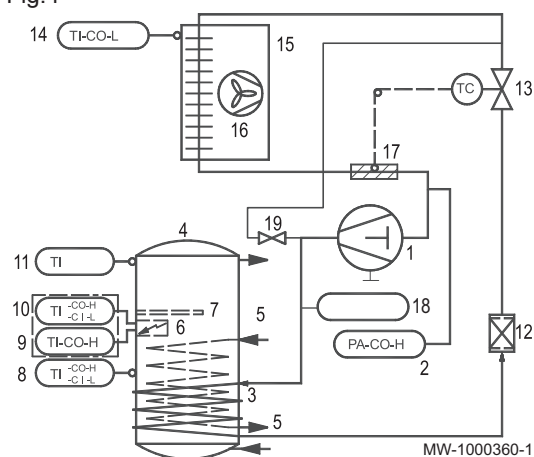 Fig.1
14 TI-CO-L
15
16
TC
13
17
19
4
1
11 TI
10 TI -CO-H -C I -L
7
6
5
18
9 TI-CO-H
PA-CO-H
2
12
8 TI -CO-H -C I -L
3
5
MW-1000360-1